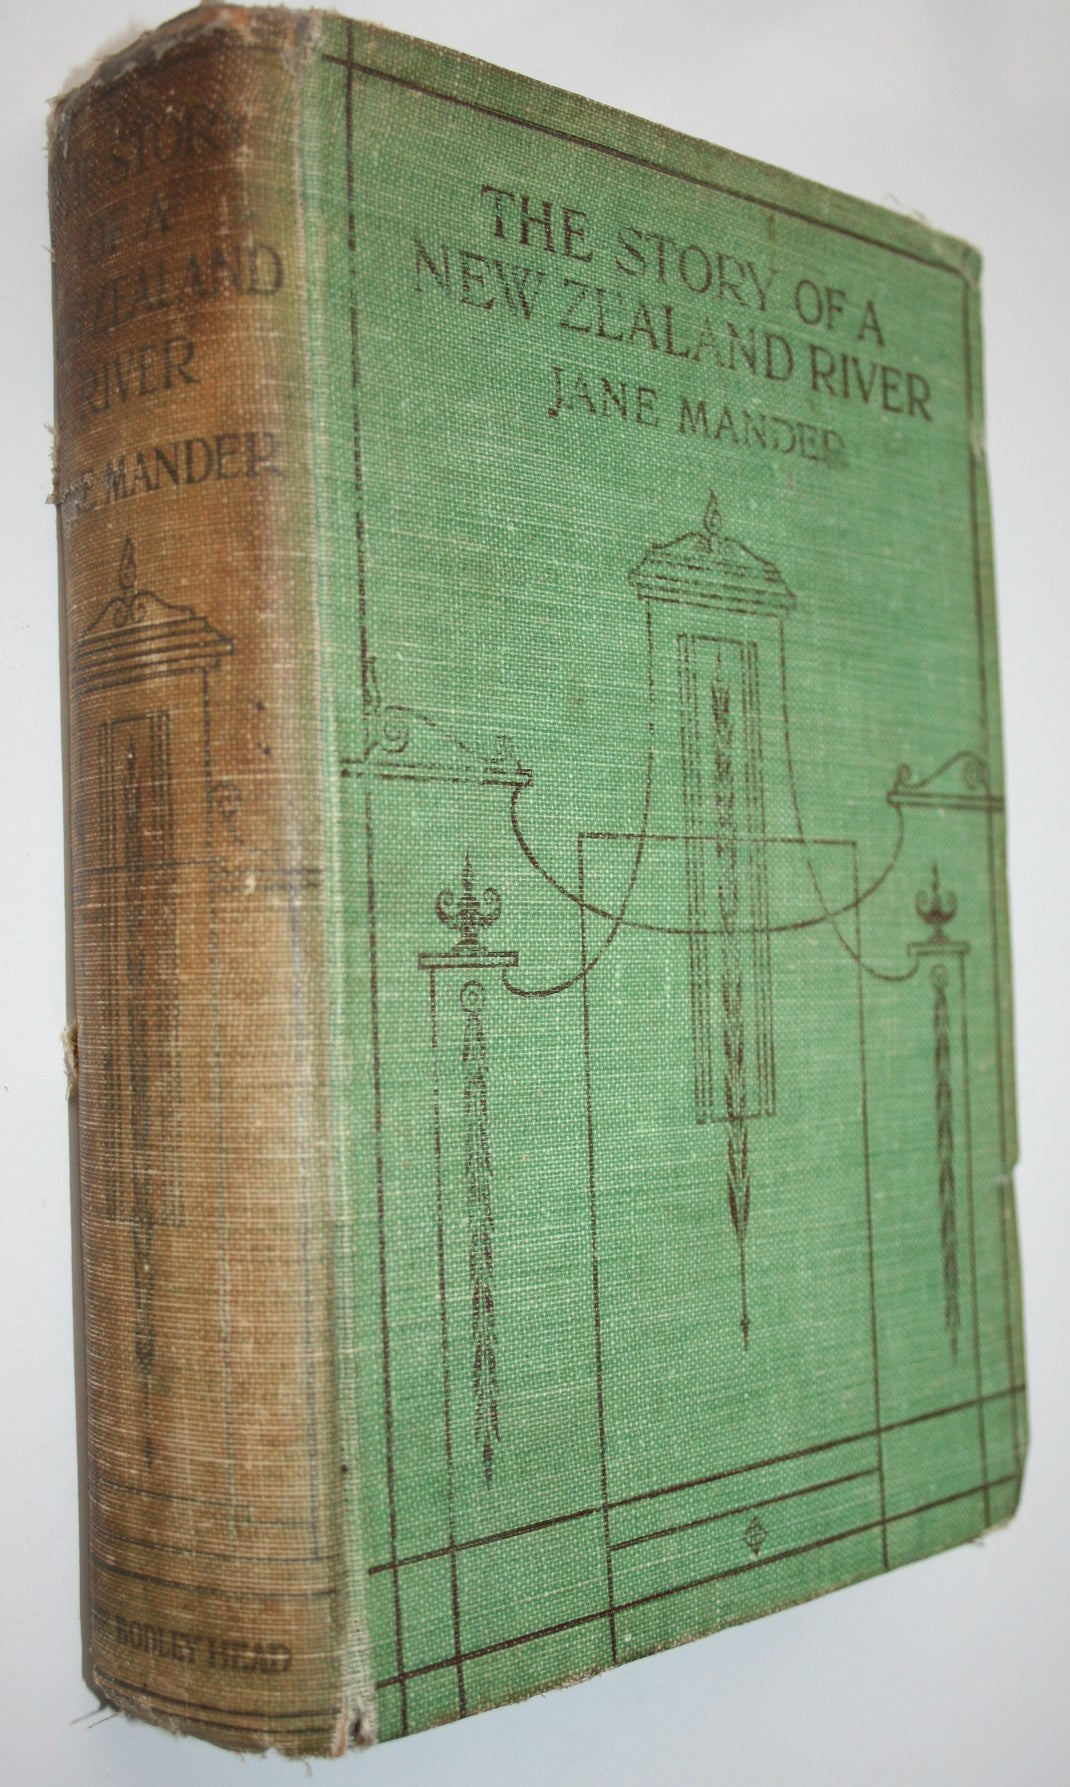 STORY
OF A
ZEALAND
RIVER
MANDER
BODLEY HEAD
THE STORY OF A
NEW ZEALAND RIVER
JANE MANDER